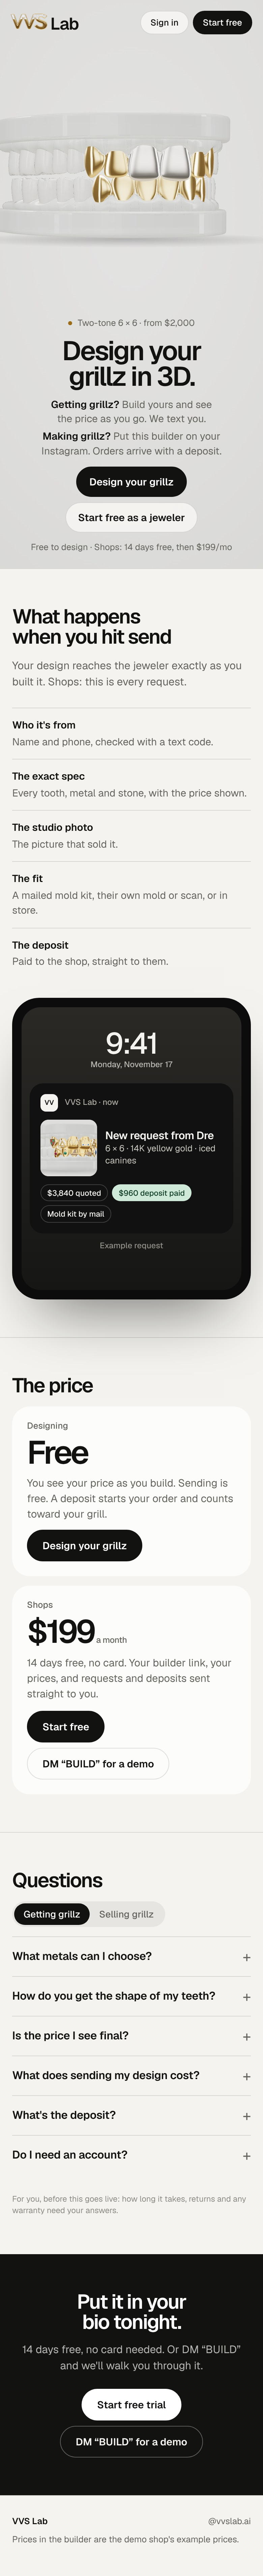 VVS Lab
Sign in
Start free
Two-tone 6 × 6 · from $2,000
Design your
grillz in 3D.
Getting grillz? Build yours and see
the price as you go. We text you.
Making grillz? Put this builder on your
Instagram. Orders arrive with a deposit.
Design your grillz
Start free as a jeweler
Free to design · Shops: 14 days free, then $199/mo
What happens
when you hit send
Your design reaches the jeweler exactly as you
built it. Shops: this is every request.
Who it's from
Name and phone, checked with a text code.
The exact spec
Every tooth, metal and stone, with the price shown.
The studio photo
The picture that sold it.
The fit
A mailed mold kit, their own mold or scan, or in
store.
The deposit
Paid to the shop, straight to them.
9:41
Monday, November 17
VV
VVS Lab · now
New request from Dre
6 × 6 · 14K yellow gold · iced
canines
$3,840 quoted
$960 deposit paid
Mold kit by mail
Example request
The price
Designing
Free
You see your price as you build. Sending is
free. A deposit starts your order and counts
toward your grill.
Design your grillz
Shops
$199 a month
14 days free, no card. Your builder link, your
prices, and requests and deposits sent
straight to you.
Start free
DM “BUILD” for a demo
Questions
Getting grillz
Selling grillz
What metals can I choose?
+
How do you get the shape of my teeth?
+
Is the price I see final?
+
What does sending my design cost?
+
What's the deposit?
+
Do I need an account?
+
For you, before this goes live: how long it takes, returns and any
warranty need your answers.
Put it in your
bio tonight.
14 days free, no card needed. Or DM “BUILD”
and we'll walk you through it.
Start free trial
DM “BUILD” for a demo
VVS Lab
@vvslab.ai
Prices in the builder are the demo shop's example prices.